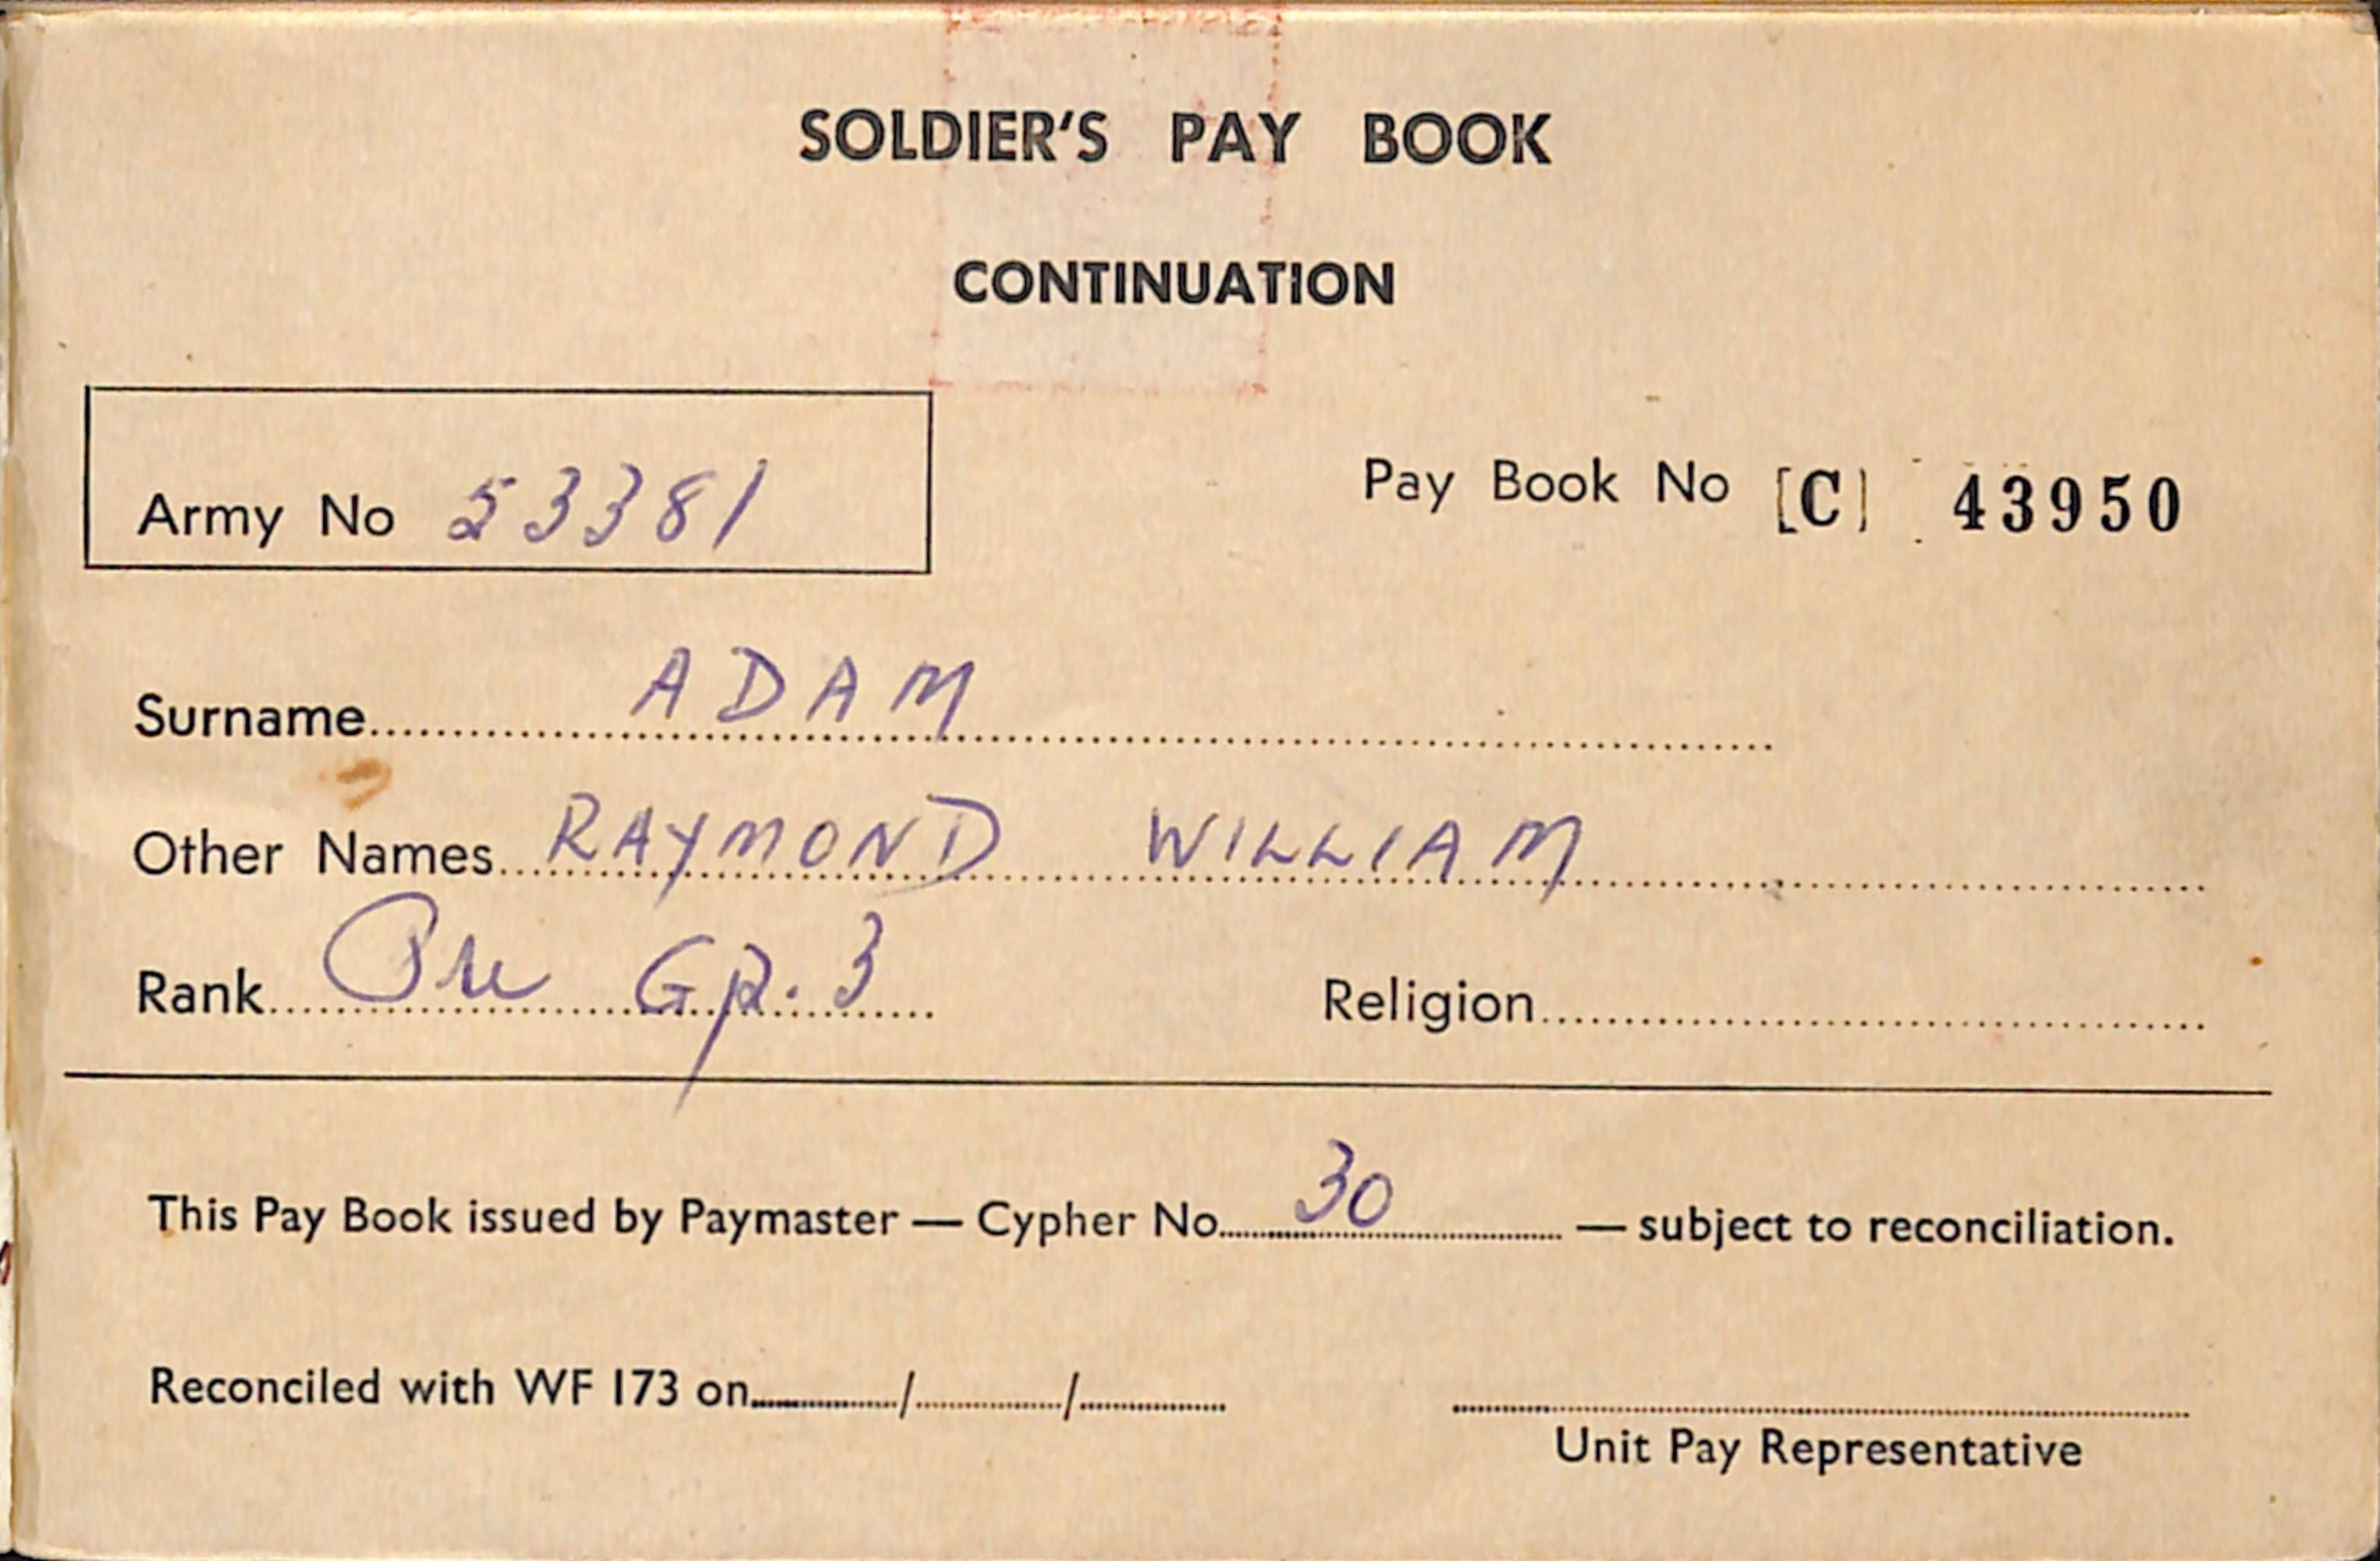 SOLDIER'S PAY BOOK
CONTINUATION
Army No 53381
Pay Book No [C] 43950
Surname ADAM
Other Names RAYMOND WILLIAM
Rank Pte GP. 3
Religion
This Pay Book issued by Paymaster — Cypher No. 30 — subject to reconciliation.
Reconciled with WF 173 on / /
Unit Pay Representative